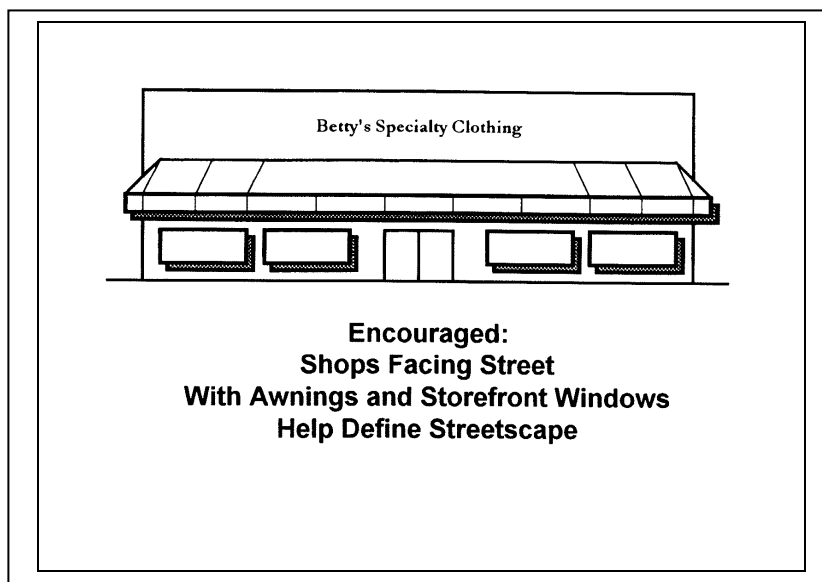 Betty's Specialty Clothing
Encouraged:
Shops Facing Street
With Awnings and Storefront Windows
Help Define Streetscape